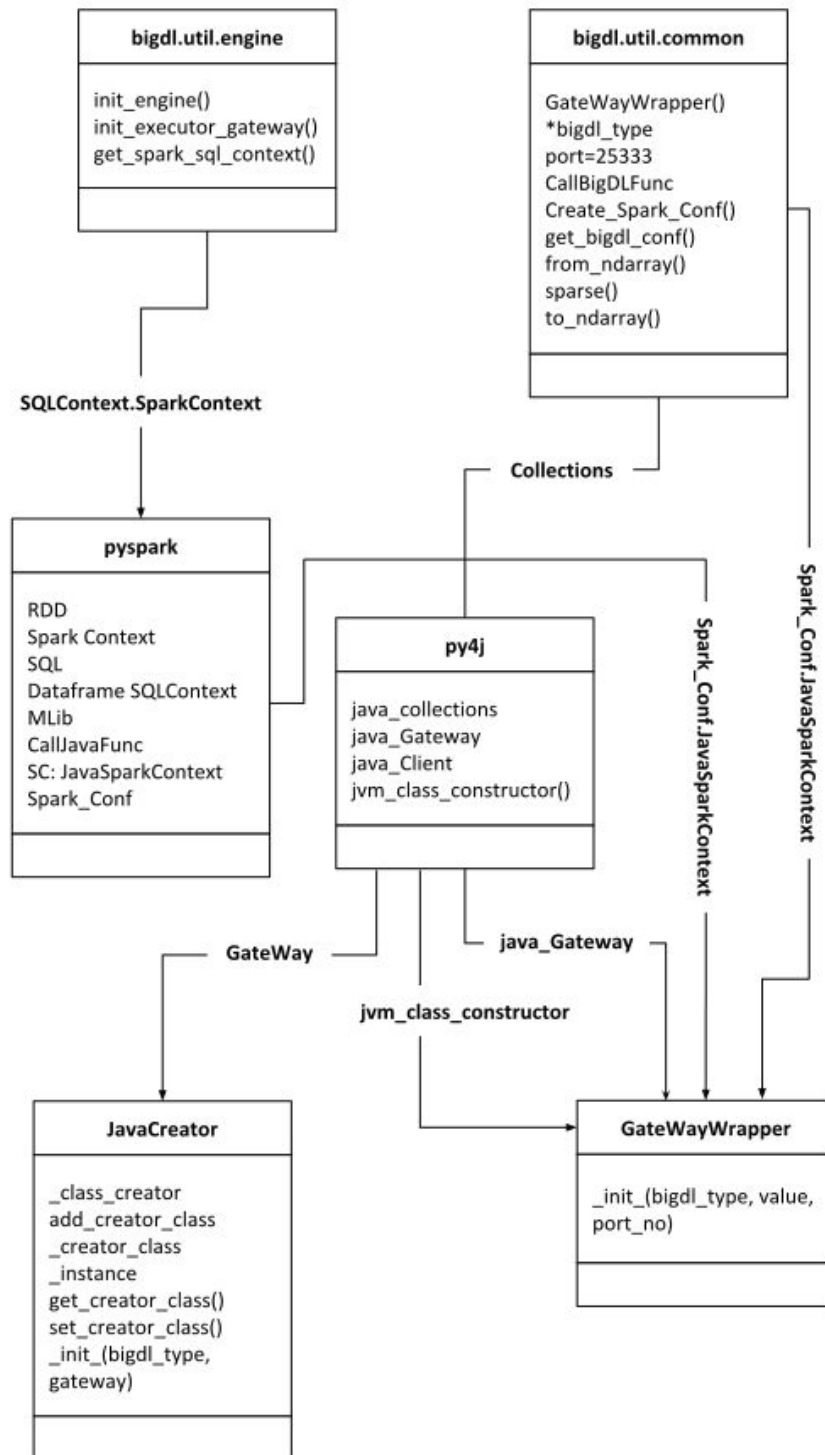 bigdl.util.engine
init_engine()
init_executor_gateway()
get_spark_sql_context()
bigdl.util.common
GateWayWrapper()
*bigdl_type
port=25333
CallBigDLFunc
Create_Spark_Conf()
get_bigdl_conf()
from_ndarray()
sparse()
to_ndarray()
SQLContext.SparkContext
Collections
pyspark
RDD
Spark Context
SQL
Dataframe SQLContext
MLib
CallJavaFunc
SC: JavaSparkContext
Spark_Conf
py4j
java_collections
java_Gateway
java_Client
jvm_class_constructor()
Spark_Conf.JavaSparkContext
Spark_Conf.JavaSparkContext
GateWay
java_Gateway
jvm_class_constructor
JavaCreator
_class_creator
add_creator_class
_creator_class
_instance
get_creator_class()
set_creator_class()
_init_(bigdl_type,
gateway)
GateWayWrapper
_init_(bigdl_type, value,
port_no)